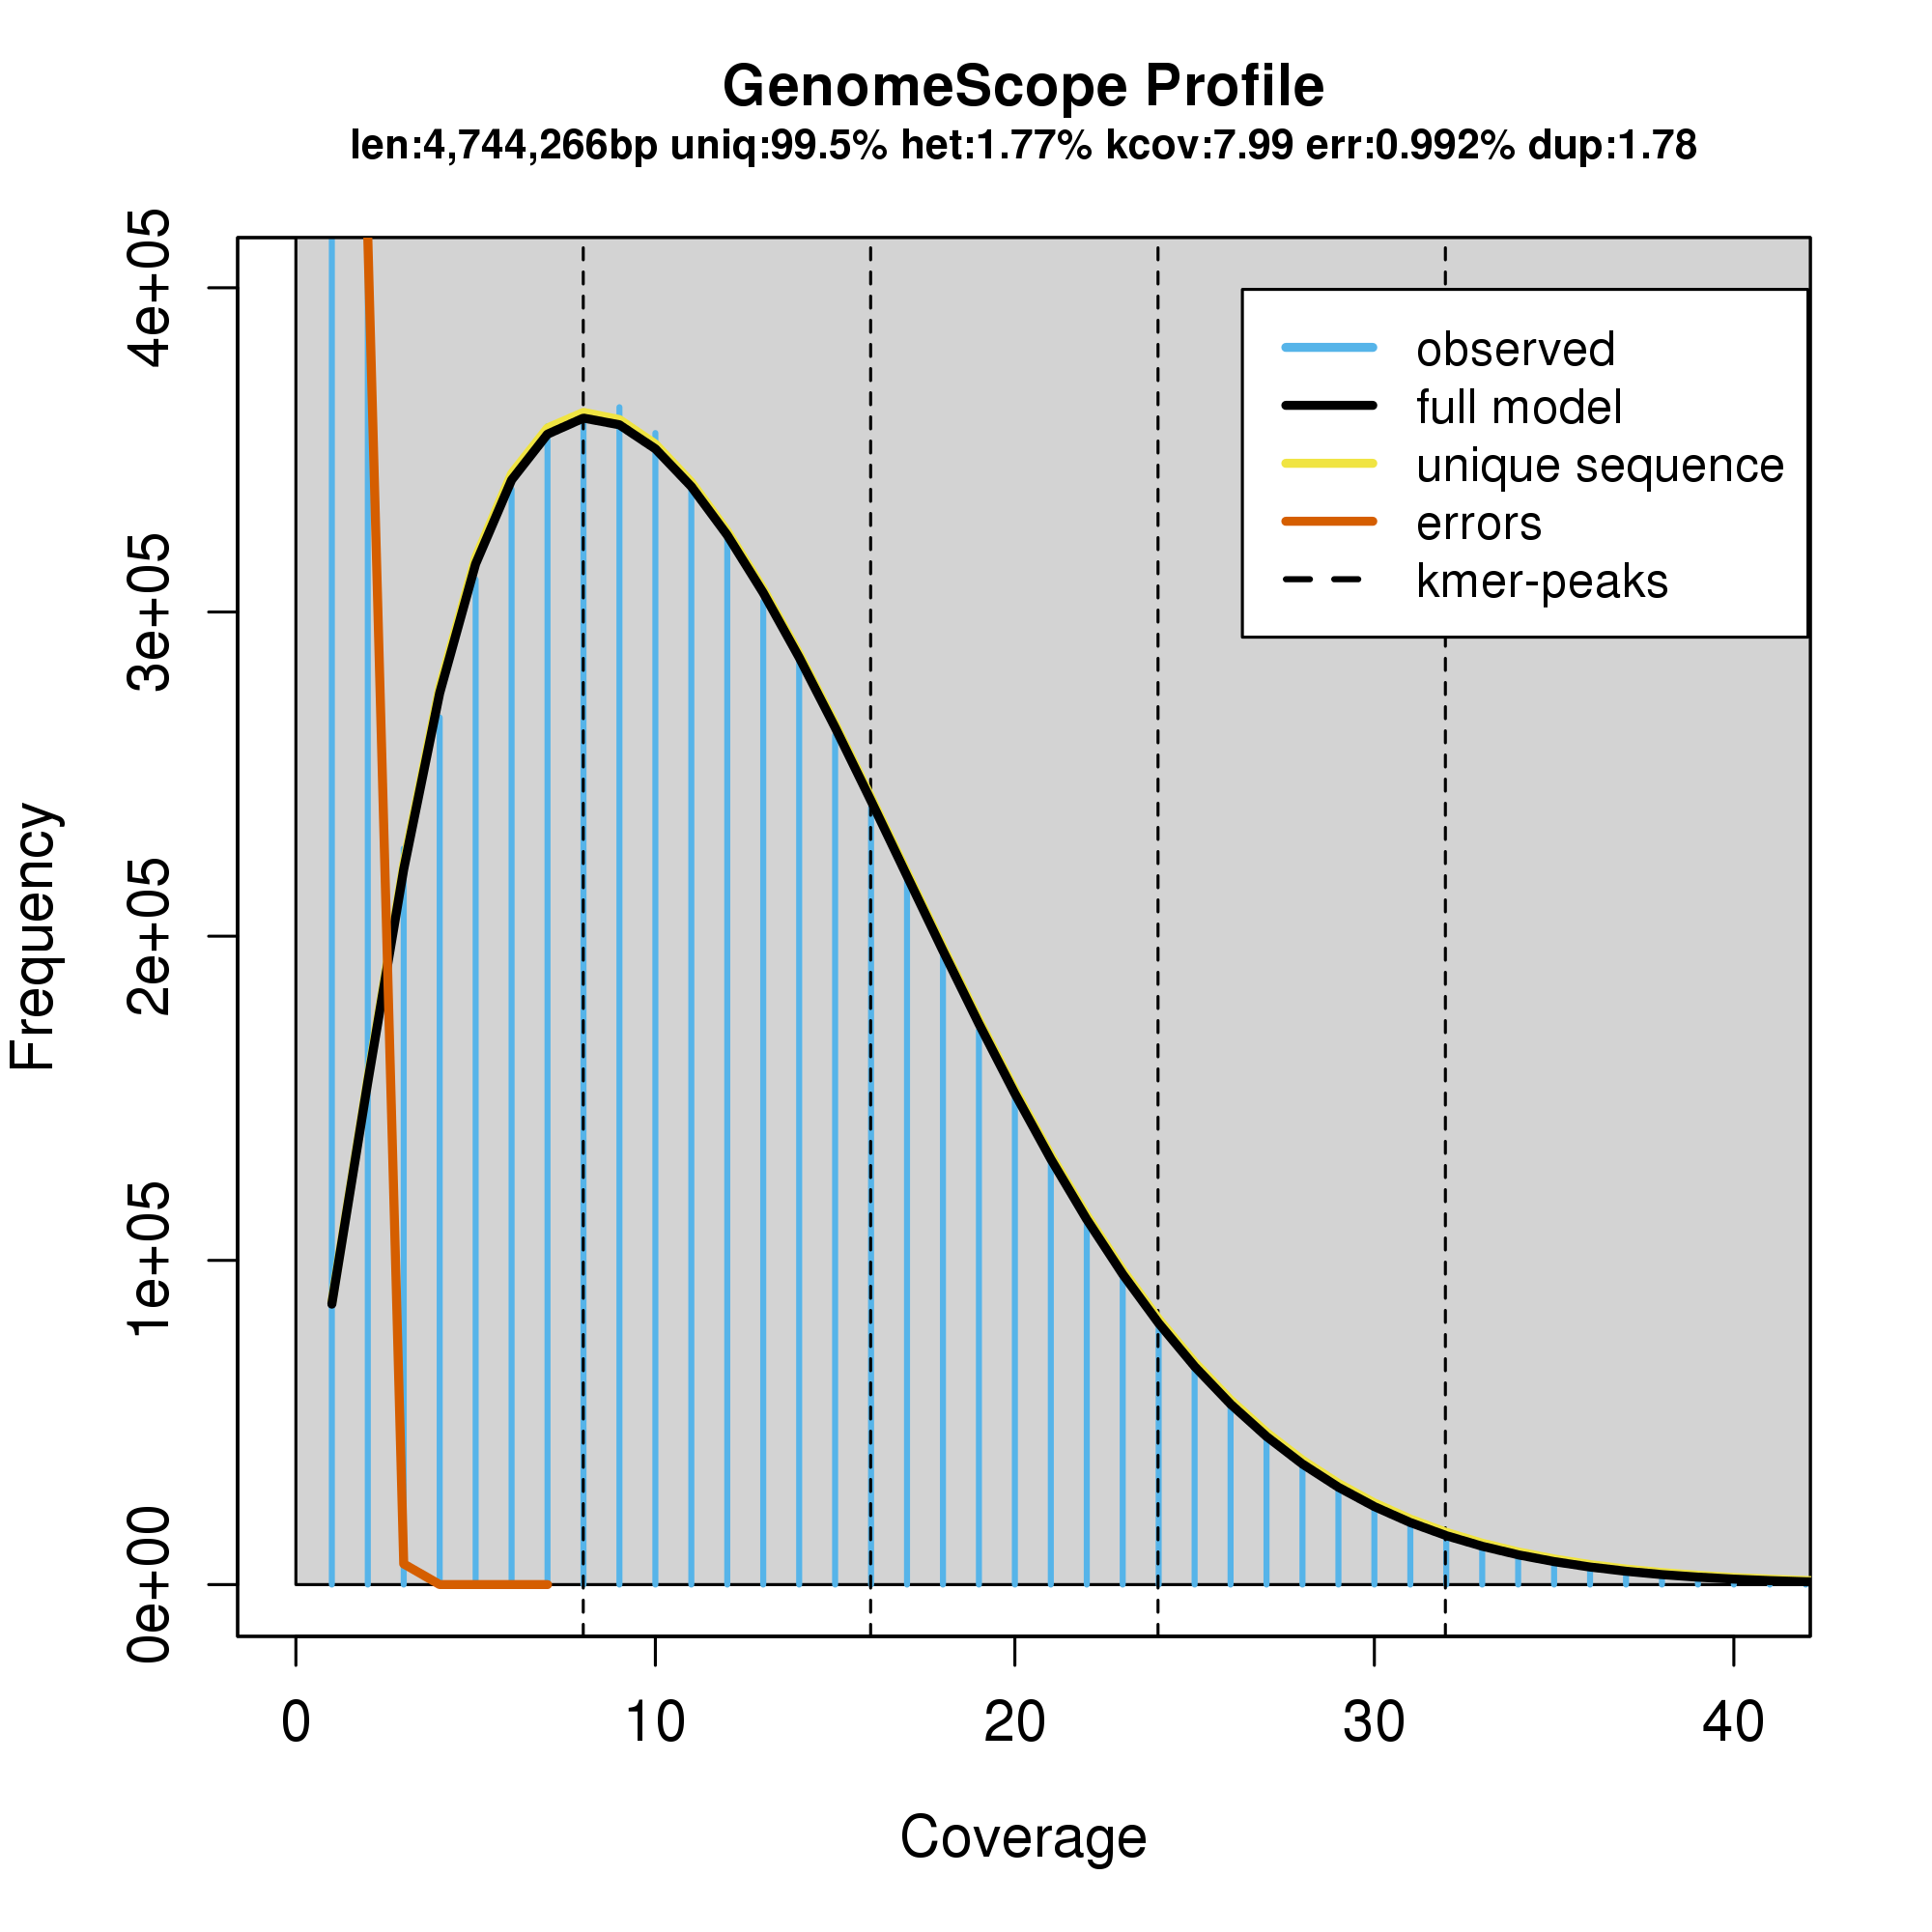 GenomeScope Profile
len:4,744,266bp uniq:99.5% het:1.77% kcov:7.99 err:0.992% dup:1.78
observed
full model
unique sequence
errors
kmer-peaks
Frequency
4e+05
3e+05
2e+05
1e+05
0e+00
0 10 20 30 40
Coverage